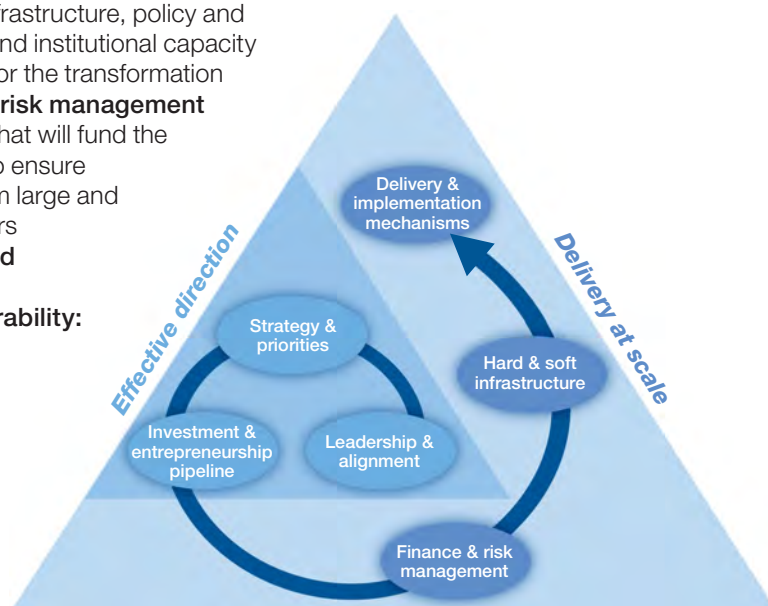 frastructure, policy and
nd institutional capacity
or the transformation
risk management
hat will fund the
o ensure
m large and
rs
d
rability:
Effective direction
Delivery at scale
Delivery &
implementation
mechanisms
Strategy &
priorities
Hard & soft
infrastructure
Investment &
entrepreneurship
pipeline
Leadership &
alignment
Finance & risk
management